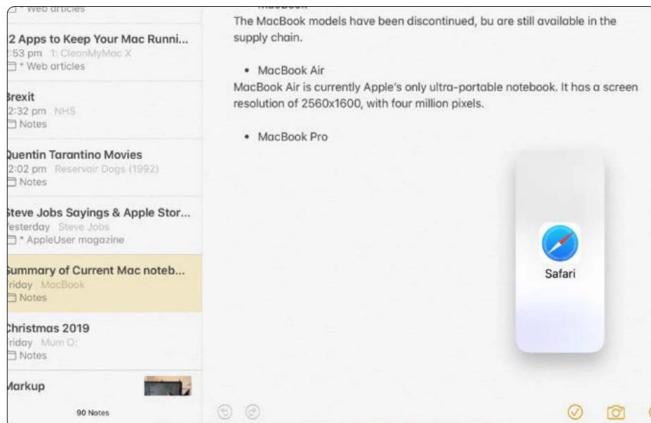 * Web articles
2 Apps to Keep Your Mac Runni...
:53 pm 1: CleanMyMac X
* Web articles
Brexit
2:32 pm NHS
Notes
Quentin Tarantino Movies
2:02 pm Reservoir Dogs (1992)
Notes
Steve Jobs Sayings & Apple Stor...
Yesterday Steve Jobs
* AppleUser magazine
Summary of Current Mac noteb...
Friday MacBook
Notes
Christmas 2019
Friday Mum O:
Notes
Markup
90 Notes
MacBook
The MacBook models have been discontinued, bu are still available in the
supply chain.
• MacBook Air
MacBook Air is currently Apple's only ultra-portable notebook. It has a screen
resolution of 2560x1600, with four million pixels.
• MacBook Pro
Safari